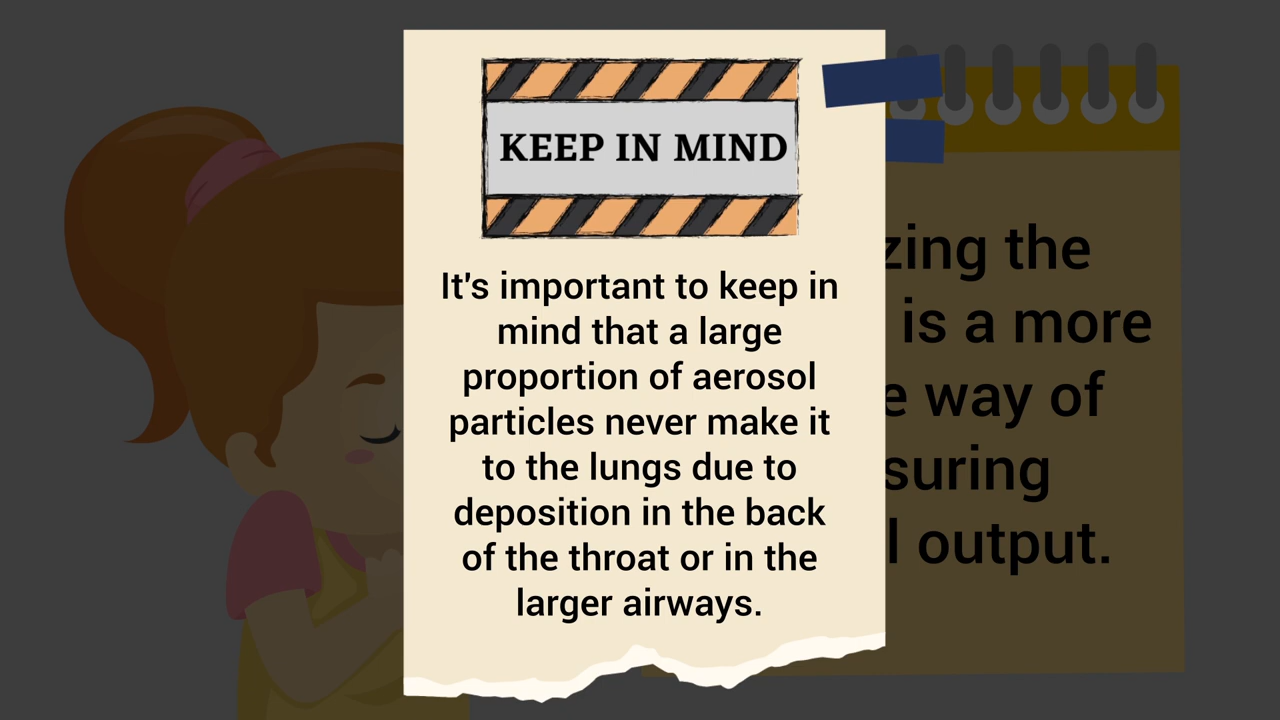 KEEP IN MIND
It's important to keep in
mind that a large
proportion of aerosol
particles never make it
to the lungs due to
deposition in the back
of the throat or in the
larger airways.
the
is a more
way of
output.